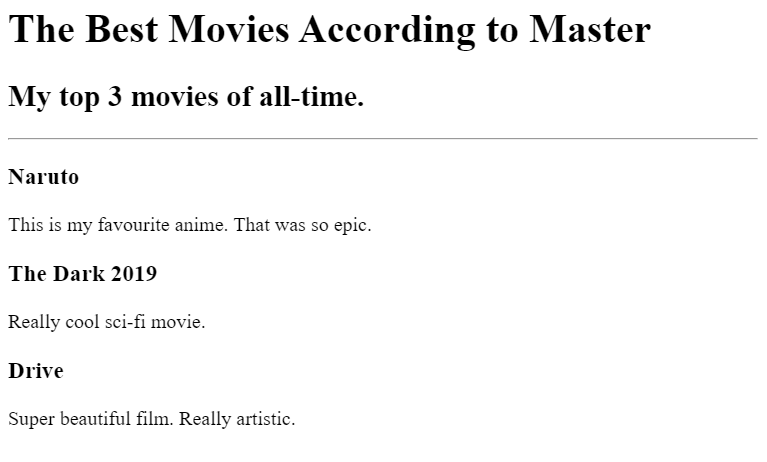 The Best Movies According to Master
My top 3 movies of all-time.
Naruto
This is my favourite anime. That was so epic.
The Dark 2019
Really cool sci-fi movie.
Drive
Super beautiful film. Really artistic.